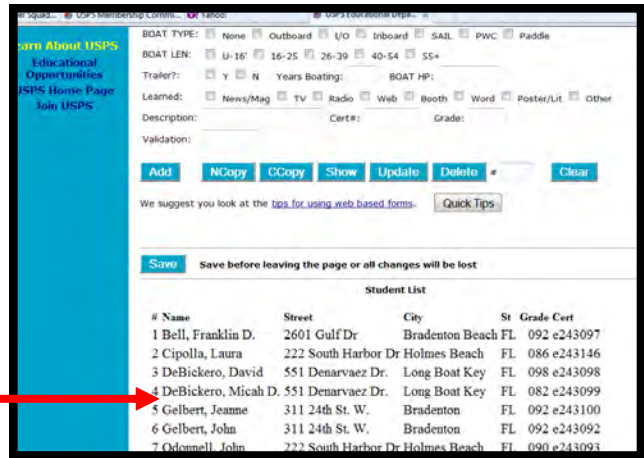 er Squad... USPS Membership Commi... Yahoo! USPS Educational Depa...
earn About USPS
Educational
Opportunities
USPS Home Page
Join USPS
BOAT TYPE: None Outboard I/O Inboard SAIL PWC Paddle
BOAT LEN: U-16' 16-25 26-39 40-54 55+
Trailer?: Y N Years Boating: BOAT HP:
Learned: News/Mag TV Radio Web Booth Word Poster/Lit Other
Description: Cert#: Grade:
Validation:
Add NCopy CCopy Show Update Delete # Clear
We suggest you look at the tips for using web based forms. Quick Tips
Save Save before leaving the page or all changes will be lost
Student List
# Name Street City St Grade Cert
1 Bell, Franklin D. 2601 Gulf Dr Bradenton Beach FL 092 e243097
2 Cipolla, Laura 222 South Harbor Dr Holmes Beach FL 086 e243146
3 DeBickero, David 551 Denarvaez Dr. Long Boat Key FL 098 e243098
4 DeBickero, Micah D. 551 Denarvaez Dr. Long Boat Key FL 082 e243099
5 Gelbert, Jeanne 311 24th St. W. Bradenton FL 092 e243100
6 Gelbert, John 311 24th St. W. Bradenton FL 092 e243092
7 Odonnell, John 222 South Harbor Dr Holmes Beach FL 090 e243093